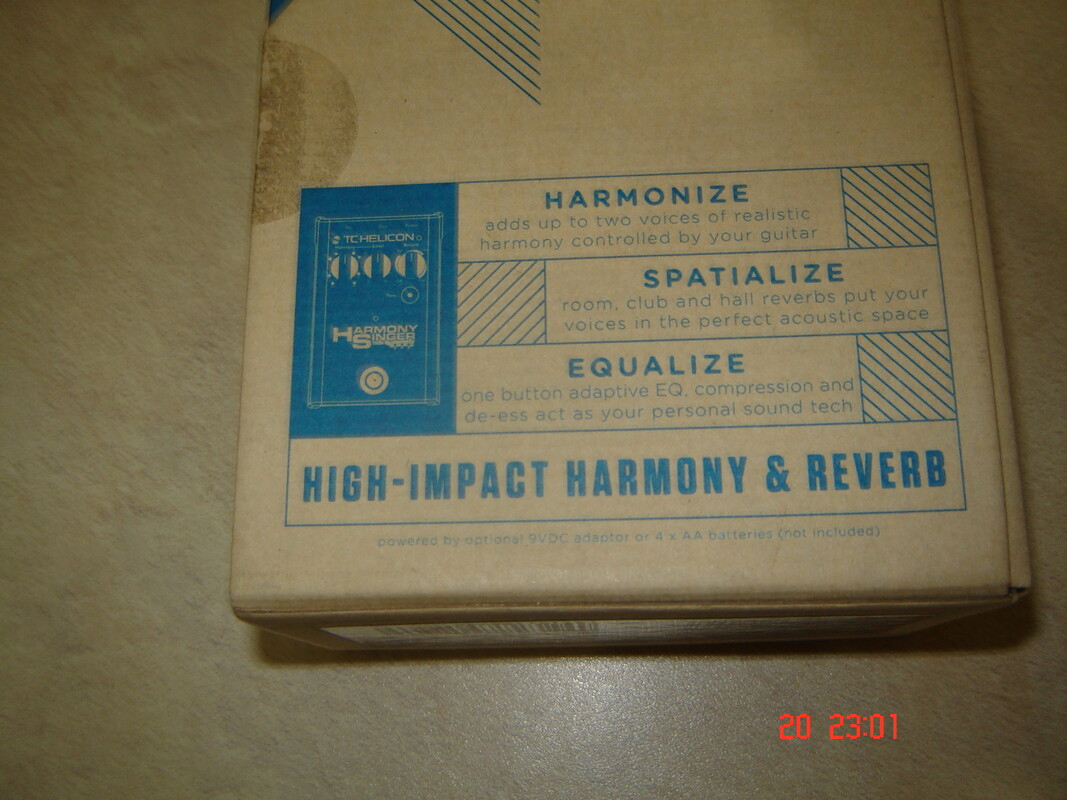 HARMONIZE
adds up to two voices of realistic
harmony controlled by your guitar
TCHELICON
SPATIALIZE
room, club and hall reverbs put your
voices in the perfect acoustic space
HARMONY
SINGER
EQUALIZE
one button adaptive EQ, compression and
de-ess act as your personal sound tech
HIGH-IMPACT HARMONY & REVERB
powered by optional 9VDC adaptor or 4 x AA batteries (not included)
20 23:01